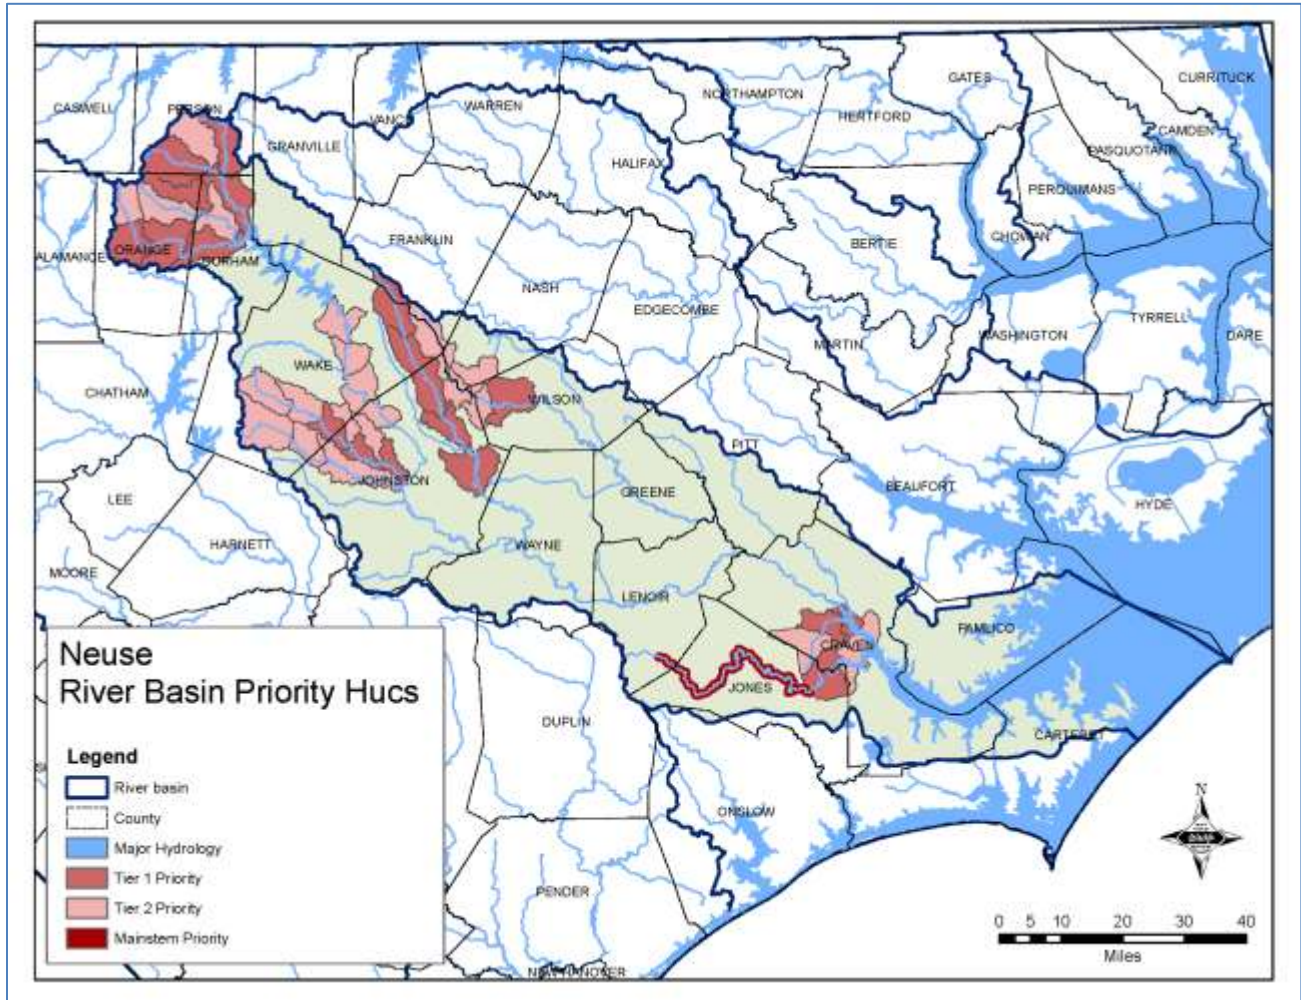 GATES
CURRITUCK
CASWELL
PERSON
NORTHAMPTON
WARREN
VANC
HERTFORD
CAMDEN
GRANVILLE
PASQUOTANK
HALIFAX
PERQUIMANS
CHOWAN
BERTIE
FRANKLIN
ORANGE
ALAMANCE
DURHAM
NASH
EDGECOMBE
TYRRELL
WASHINGTON
DARE
MARTIN
WAKE
CHATHAM
WILSON
PITT
JOHNSTON
LEE
GREENE
BEAUFORT
HYDE
HARNETT
WAYNE
MOORE
LENOIR
PAMLICO
CRAVEN
JONES
DUPLIN
CARTERET
ONSLOW
PENDER
NEW HANOVER
Neuse
River Basin Priority Hucs
Legend
River basin
County
Major Hydrology
Tier 1 Priority
Tier 2 Priority
Mainstem Priority
N
0 5 10 20 30 40
Miles